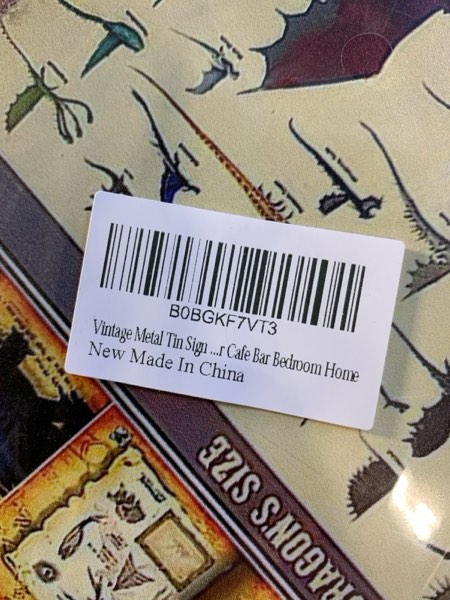 B0BGKF7VT3
Vintage Metal Tin Sign ...r Cafe Bar Bedroom Home
New Made In China
DRAGON'S SIZE